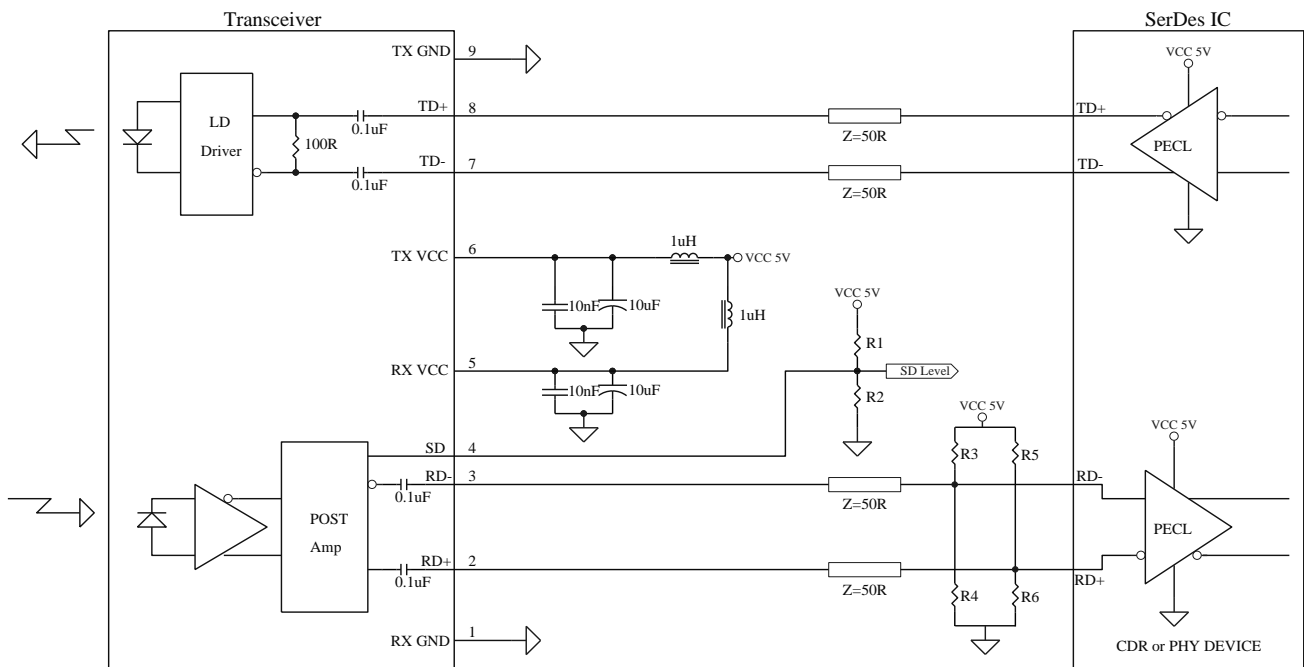 Transceiver
SerDes IC
TX GND
9
VCC 5V
TD+
8
TD+
0.1uF
Z=50R
LD
Driver
100R
PECL
TD-
7
TD-
0.1uF
Z=50R
1uH
TX VCC
6
VCC 5V
10nF
10uF
1uH
VCC 5V
R1
RX VCC
5
SD Level
10nF
10uF
R2
VCC 5V
SD
4
R3
R5
VCC 5V
RD-
3
RD-
0.1uF
Z=50R
POST
Amp
PECL
RD+
2
RD+
0.1uF
Z=50R
R4
R6
RX GND
1
CDR or PHY DEVICE